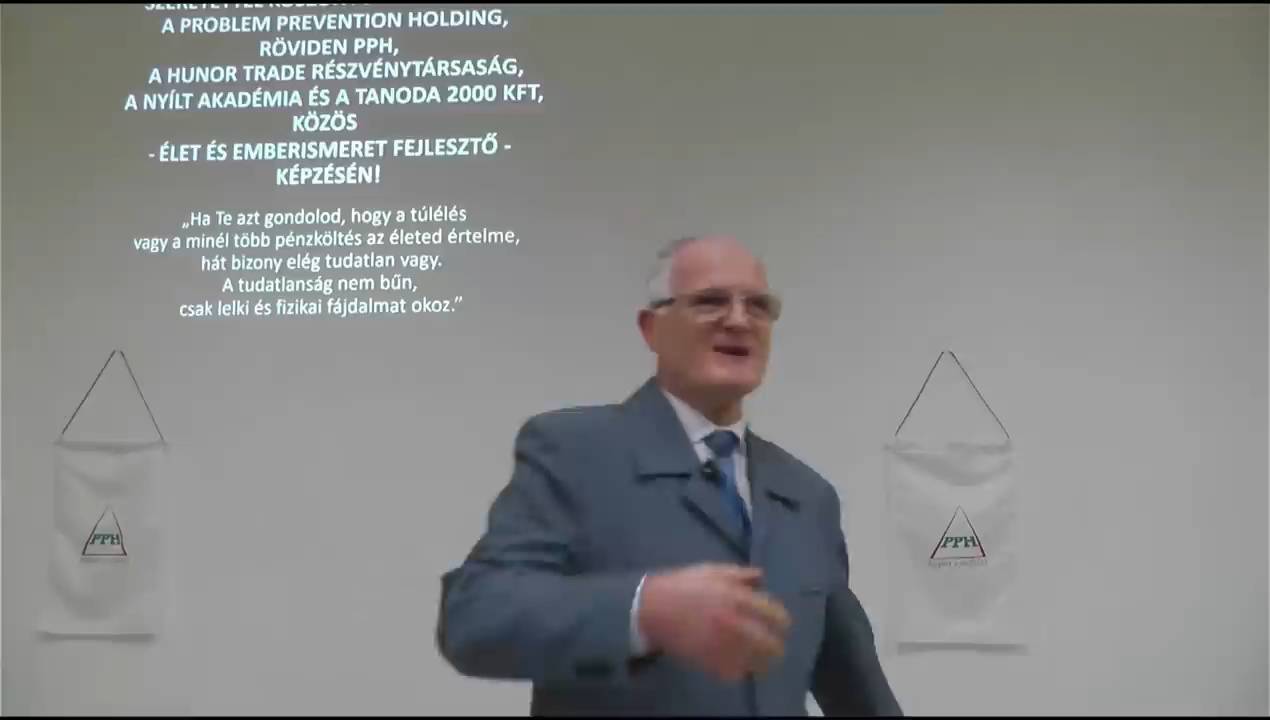 A PROBLEM PREVENTION HOLDING,
RÖVIDEN PPH,
A HUNOR TRADE RÉSZVÉNYTÁRSASÁG,
A NYÍLT AKADÉMIA ÉS A TANODA 2000 KFT,
KÖZÖS
- ÉLET ÉS EMBERISMERET FEJLESZTŐ -
KÉPZÉSÉN!
„Ha Te azt gondolod, hogy a túlélés
vagy a minél több pénzköltés az életed értelme,
hát bizony elég tudatlan vagy.
A tudatlanság nem bűn,
csak lelki és fizikai fájdalmat okoz.”
PPH
PPH